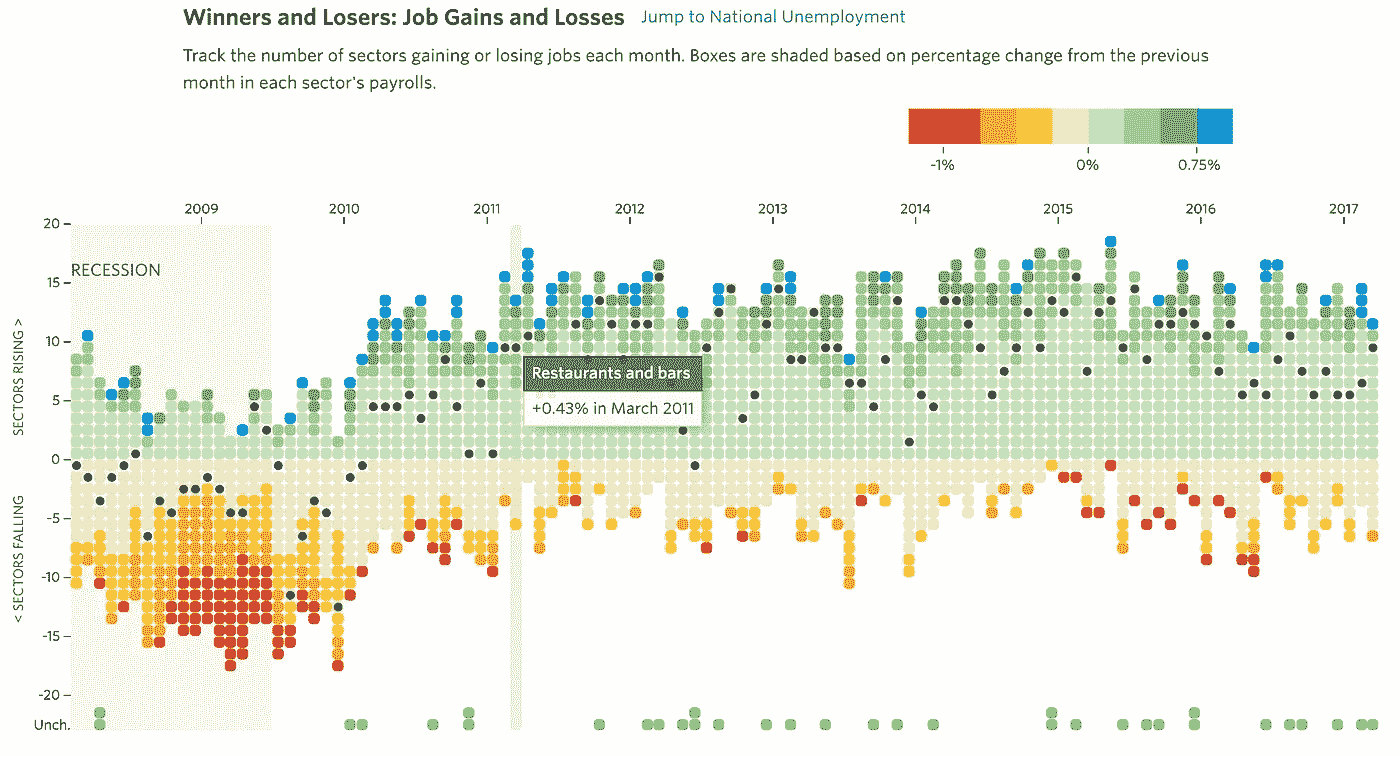 Winners and Losers: Job Gains and Losses Jump to National Unemployment
Track the number of sectors gaining or losing jobs each month. Boxes are shaded based on percentage change from the previous
month in each sector's payrolls.
-1% 0% 0.75%
2009 2010 2011 2012 2013 2014 2015 2016 2017
20
RECESSION
15
SECTORS RISING >
10
Restaurants and bars
5
+0.43% in March 2011
0
< SECTORS FALLING
-5
-10
-15
-20
Unch.